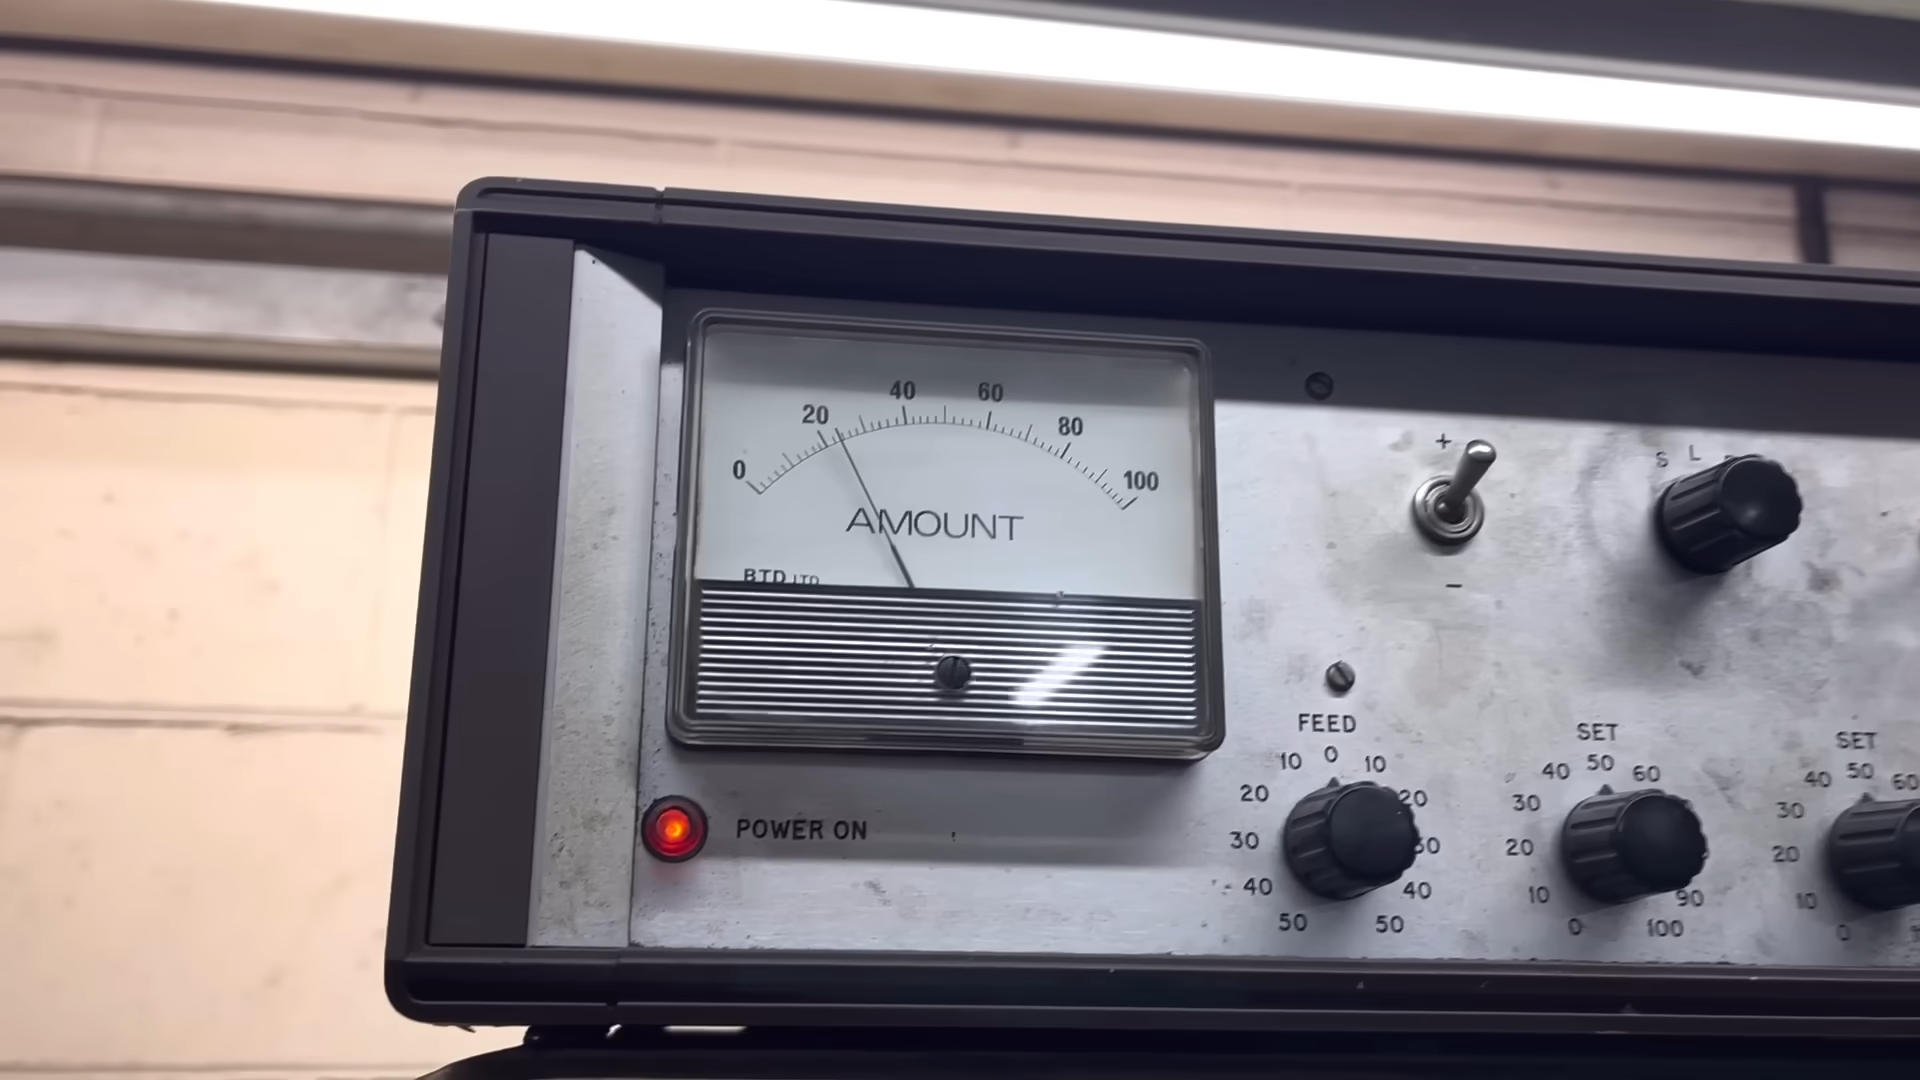 0 20 40 60 80 100
AMOUNT
BTD LTD
+
S L
−
FEED
10 0 10
20 20
30 30
40 40
50 50
SET
40 50 60
30
20
10 90
0 100
SET
40 50 60
30
20
10
0
POWER ON